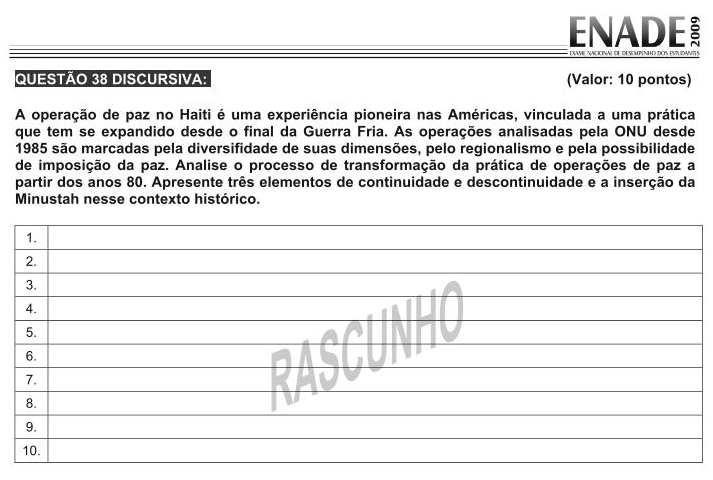 ENADE 2009
EXAME NACIONAL DE DESEMPENHO DOS ESTUDANTES
QUESTÃO 38 DISCURSIVA: (Valor: 10 pontos)
A operação de paz no Haiti é uma experiência pioneira nas Américas, vinculada a uma prática
que tem se expandido desde o final da Guerra Fria. As operações analisadas pela ONU desde
1985 são marcadas pela diversifidade de suas dimensões, pelo regionalismo e pela possibilidade
de imposição da paz. Analise o processo de transformação da prática de operações de paz a
partir dos anos 80. Apresente três elementos de continuidade e descontinuidade e a inserção da
Minustah nesse contexto histórico.
1.
2.
3.
4.
5.
6.
7.
8.
9.
10.
RASCUNHO